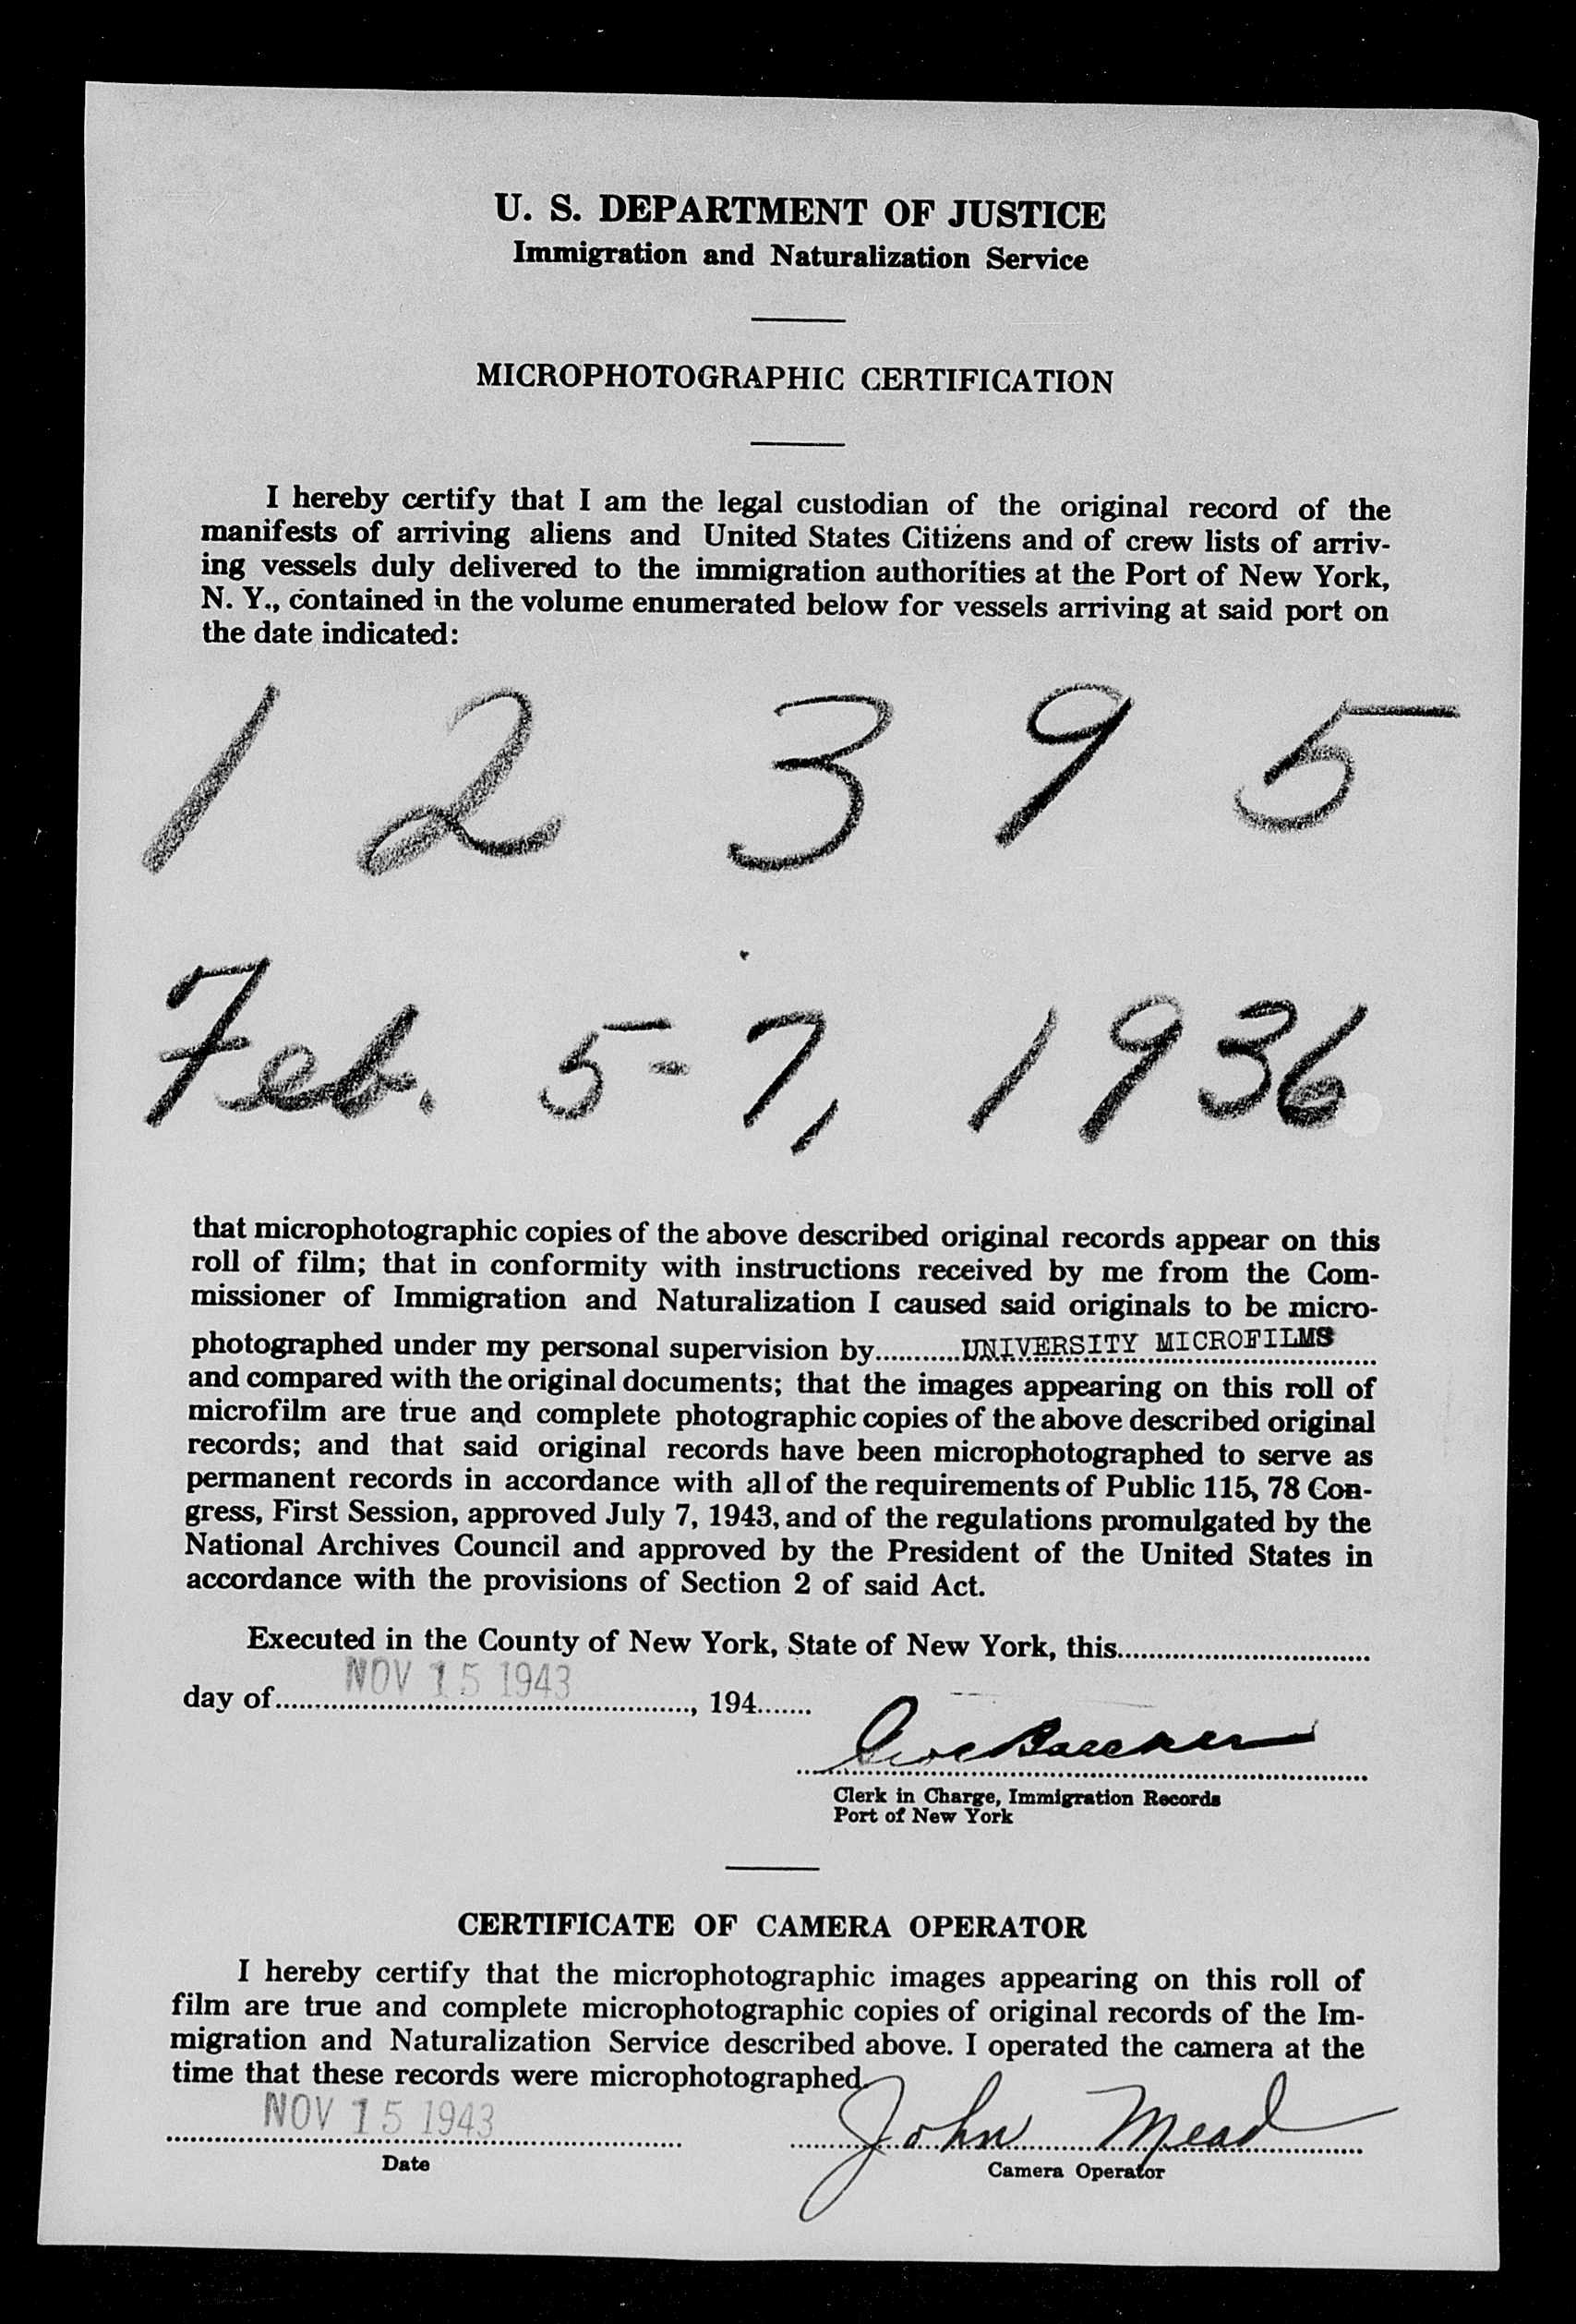 U. S. DEPARTMENT OF JUSTICE
Immigration and Naturalization Service
MICROPHOTOGRAPHIC CERTIFICATION
I hereby certify that I am the legal custodian of the original record of the
manifests of arriving aliens and United States Citizens and of crew lists of arriv-
ing vessels duly delivered to the immigration authorities at the Port of New York,
N. Y., contained in the volume enumerated below for vessels arriving at said port on
the date indicated:
1 2 3 9 5
Feb. 5-7, 1936
that microphotographic copies of the above described original records appear on this
roll of film; that in conformity with instructions received by me from the Com-
missioner of Immigration and Naturalization I caused said originals to be micro-
photographed under my personal supervision by...........UNIVERSITY MICROFILMS
and compared with the original documents; that the images appearing on this roll of
microfilm are true and complete photographic copies of the above described original
records; and that said original records have been microphotographed to serve as
permanent records in accordance with all of the requirements of Public 115, 78 Con-
gress, First Session, approved July 7, 1943, and of the regulations promulgated by the
National Archives Council and approved by the President of the United States in
accordance with the provisions of Section 2 of said Act.
Executed in the County of New York, State of New York, this................................
NOV 15 1943
day of......................................................, 194.......
Clerk in Charge, Immigration Records
Port of New York
CERTIFICATE OF CAMERA OPERATOR
I hereby certify that the microphotographic images appearing on this roll of
film are true and complete microphotographic copies of original records of the Im-
migration and Naturalization Service described above. I operated the camera at the
time that these records were microphotographed.
NOV 15 1943 John Mead
Date Camera Operator